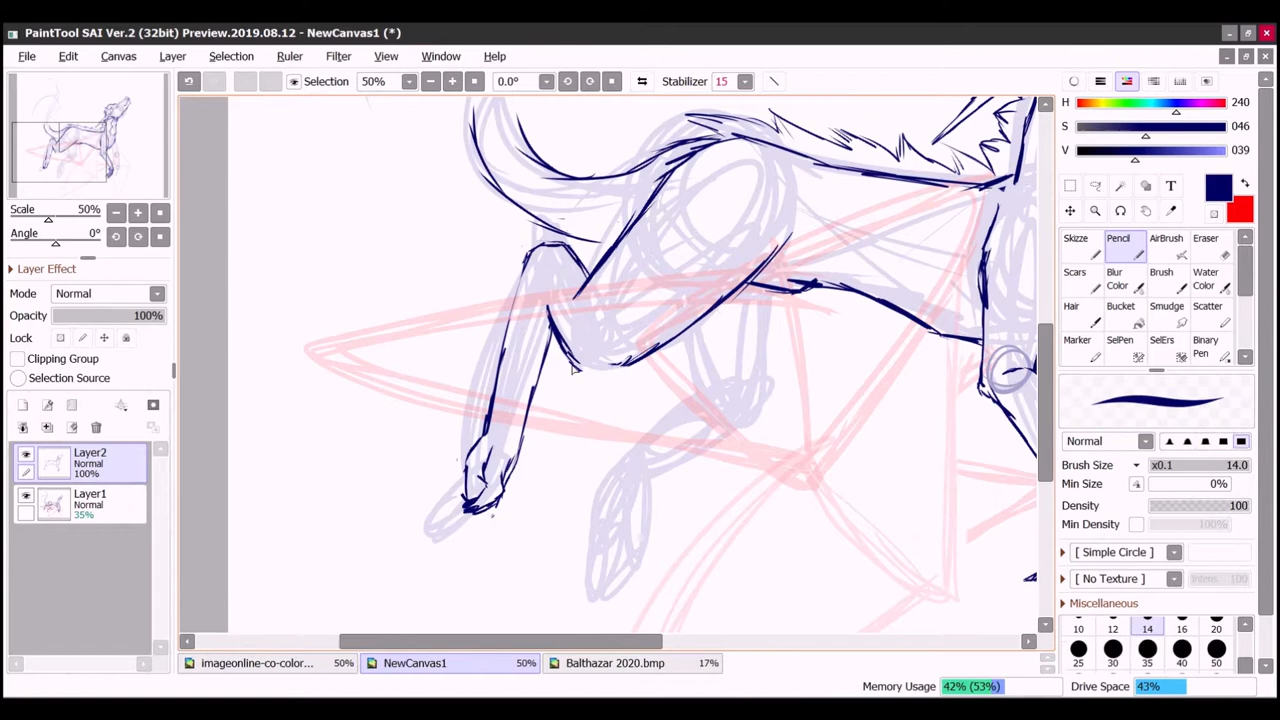 PaintTool SAI Ver.2 (32bit) Preview.2019.08.12 - NewCanvas1 (*)
File Edit Canvas Layer Selection Ruler Filter View Window Help
Selection 50% 0.0° Stabilizer 15
Scale 50%
Angle 0°
Layer Effect
Mode Normal
Opacity 100%
Lock
Clipping Group
Selection Source
Layer2
Normal
100%
Layer1
Normal
35%
H 240
S 046
V 039
T
Skizze Pencil AirBrush Eraser
Scars Blur Color Brush Water Color
Hair Bucket Smudge Scatter
Marker SelPen SelErs Binary Pen
Normal
Brush Size x0.1 14.0
Min Size 0%
Density 100
Min Density 100%
[ Simple Circle ]
[ No Texture ] Intens. 100
Miscellaneous
10 12 14 16 20
25 30 35 40 50
imageonline-co-color... 50% NewCanvas1 50% Balthazar 2020.bmp 17%
Memory Usage 42% (53%) Drive Space 43%